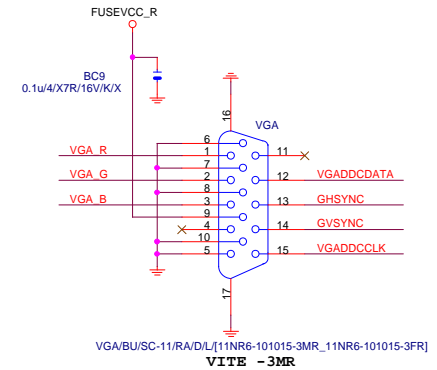 FUSEVCC_R
BC9
0.1u/4/X7R/16V/K/X
16
VGA
6
VGA_R 1 11
7
VGA_G 2 12 VGADDCDATA
8
VGA_B 3 13 GHSYNC
9
4 14 GVSYNC
10
5 15 VGADDCCLK
17
VGA/BU/SC-11/RA/D/L/[11NR6-101015-3MR_11NR6-101015-3FR]
VITE -3MR